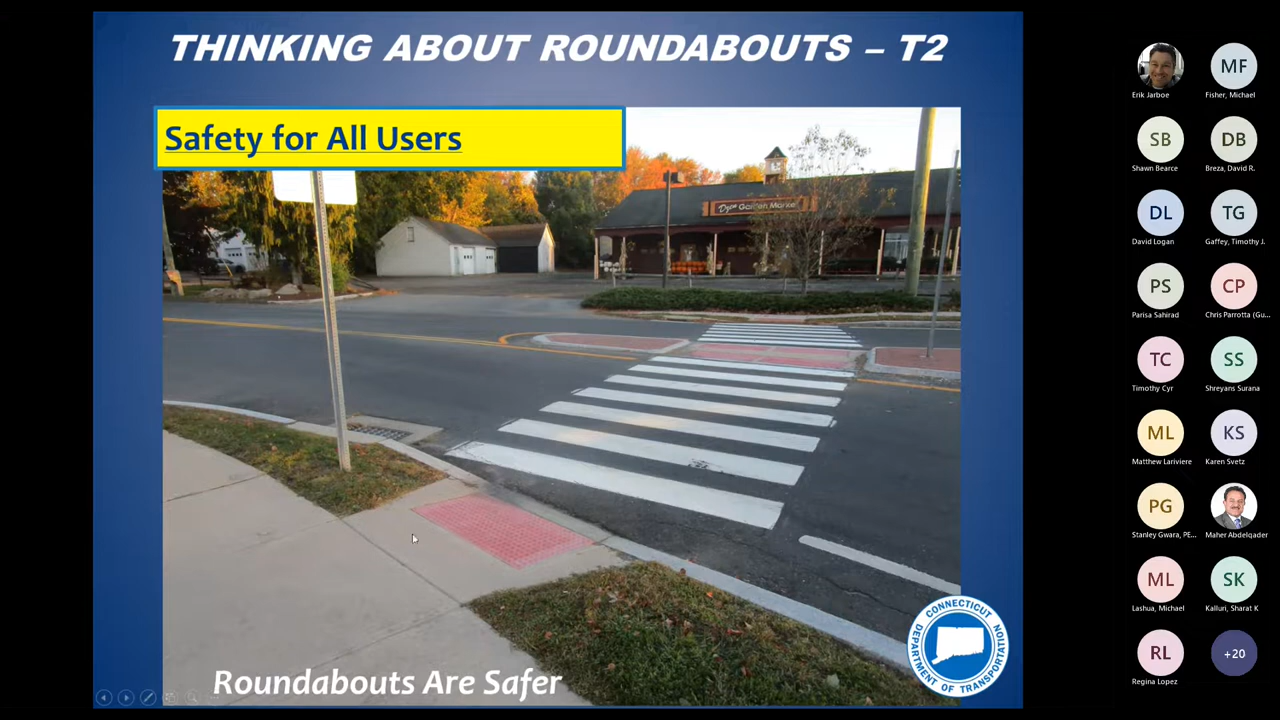 THINKING ABOUT ROUNDABOUTS – T2
Safety for All Users
Garden Market
Roundabouts Are Safer
CONNECTICUT
DEPARTMENT OF TRANSPORTATION
Erik Jarboe
MF
Fisher, Michael
SB
Shawn Bearce
DB
Breza, David R.
DL
David Logan
TG
Gaffey, Timothy J.
PS
Parisa Sahirad
CP
Chris Parrotta (Gu...
TC
Timothy Cyr
SS
Shreyans Surana
ML
Matthew Lariviere
KS
Karen Svetz
PG
Stanley Gwara, PE...
Maher Abdelqader
ML
Lashua, Michael
SK
Kalluri, Sharat K
RL
Regina Lopez
+20